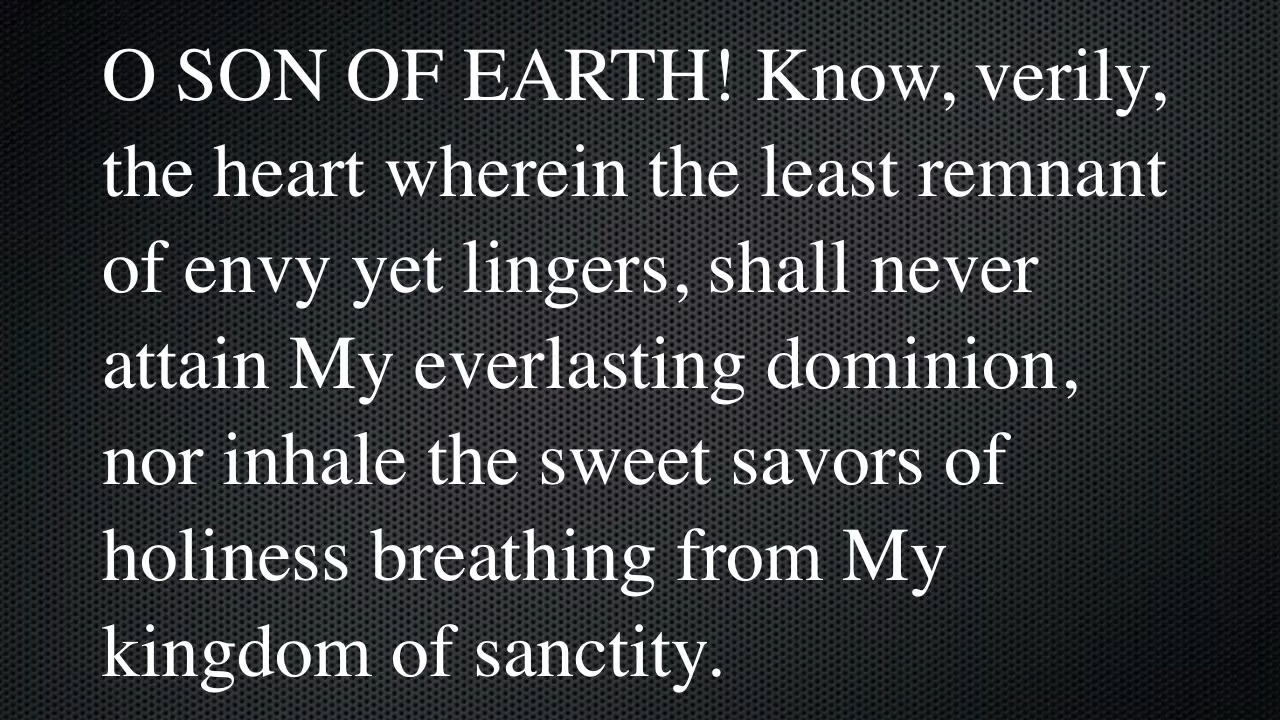 O SON OF EARTH! Know, verily,
the heart wherein the least remnant
of envy yet lingers, shall never
attain My everlasting dominion,
nor inhale the sweet savors of
holiness breathing from My
kingdom of sanctity.